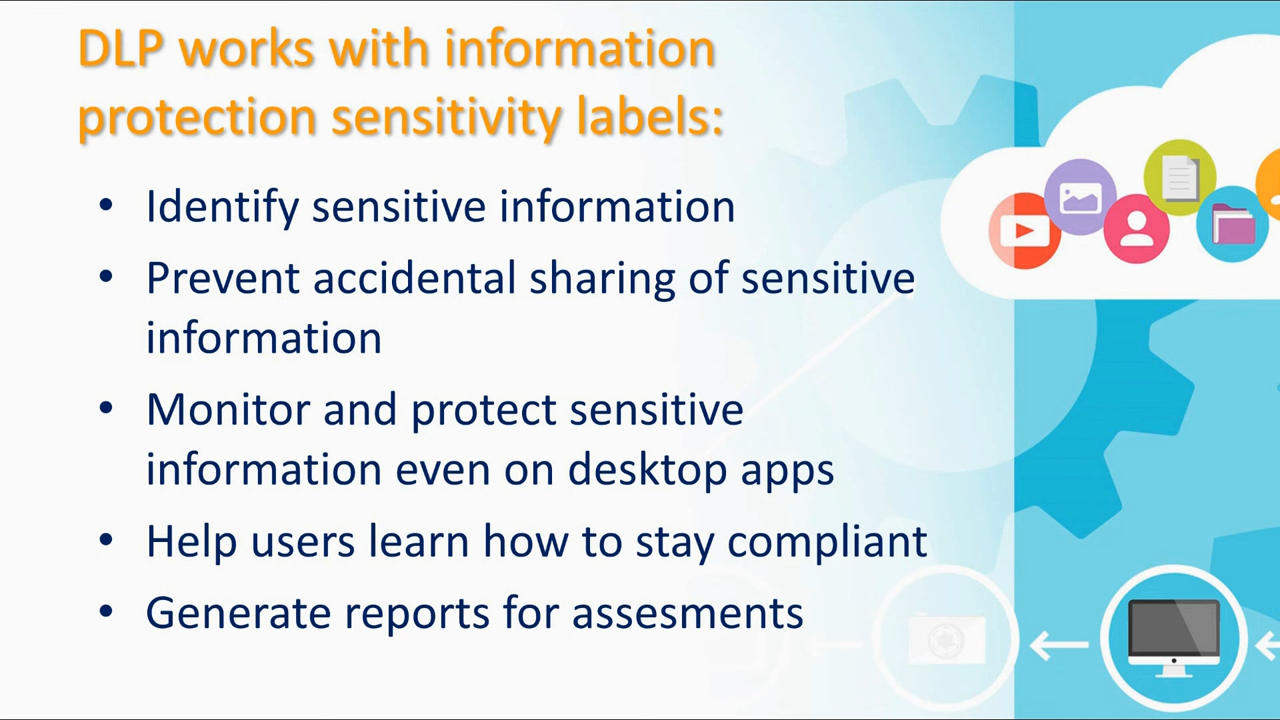 DLP works with information
protection sensitivity labels:
• Identify sensitive information
• Prevent accidental sharing of sensitive
information
• Monitor and protect sensitive
information even on desktop apps
• Help users learn how to stay compliant
• Generate reports for assesments